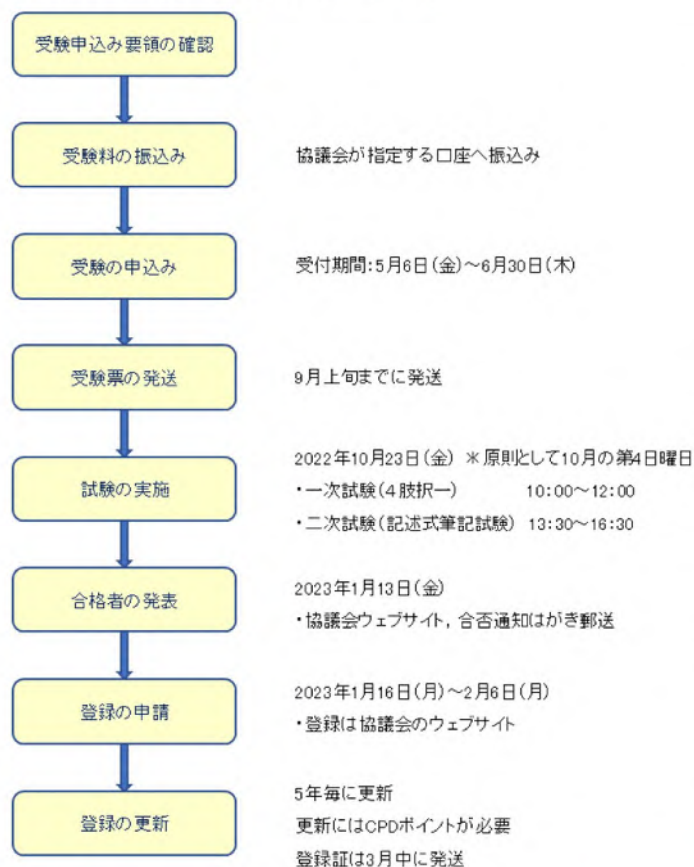 受験申込み要領の確認
受験料の振込み
協議会が指定する口座へ振込み
受験の申込み
受付期間:5月6日(金)~6月30日(木)
受験票の発送
9月上旬までに発送
試験の実施
2022年10月23日(金) ※原則として10月の第4日曜日
・一次試験(4肢択一) 10:00~12:00
・二次試験(記述式筆記試験) 13:30~16:30
合格者の発表
2023年1月13日(金)
・協議会ウェブサイト, 合否通知はがき郵送
登録の申請
2023年1月16日(月)~2月6日(月)
・登録は協議会のウェブサイト
登録の更新
5年毎に更新
更新にはCPDポイントが必要
登録証は3月中に発送